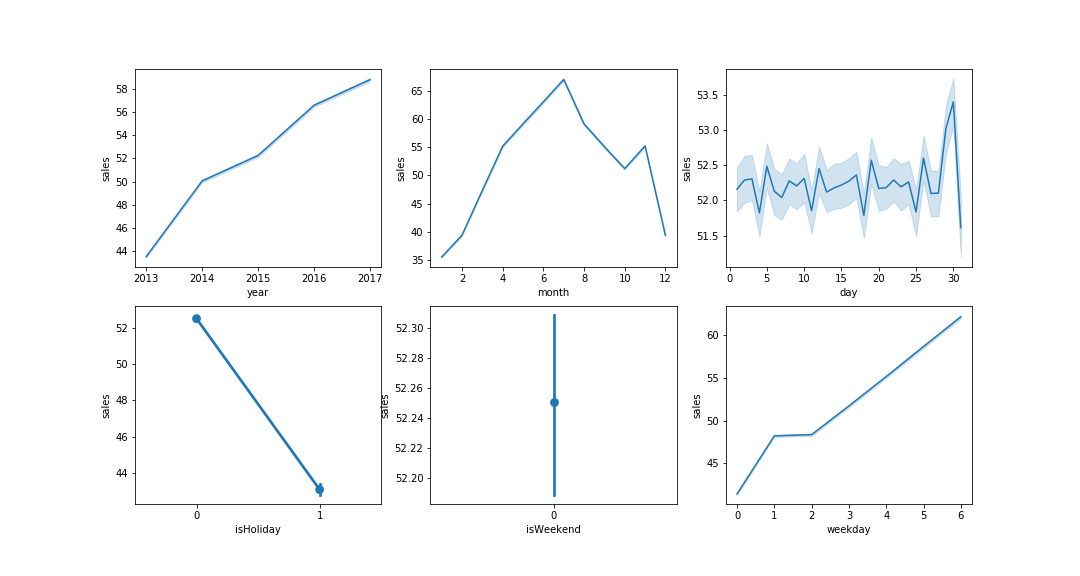 sales
58
56
54
52
50
48
46
44
2013 2014 2015 2016 2017
year
sales
65
60
55
50
45
40
35
2 4 6 8 10 12
month
sales
53.5
53.0
52.5
52.0
51.5
0 5 10 15 20 25 30
day
sales
52
50
48
46
44
0 1
isHoliday
sales
52.30
52.28
52.26
52.24
52.22
52.20
0
isWeekend
sales
60
55
50
45
0 1 2 3 4 5 6
weekday